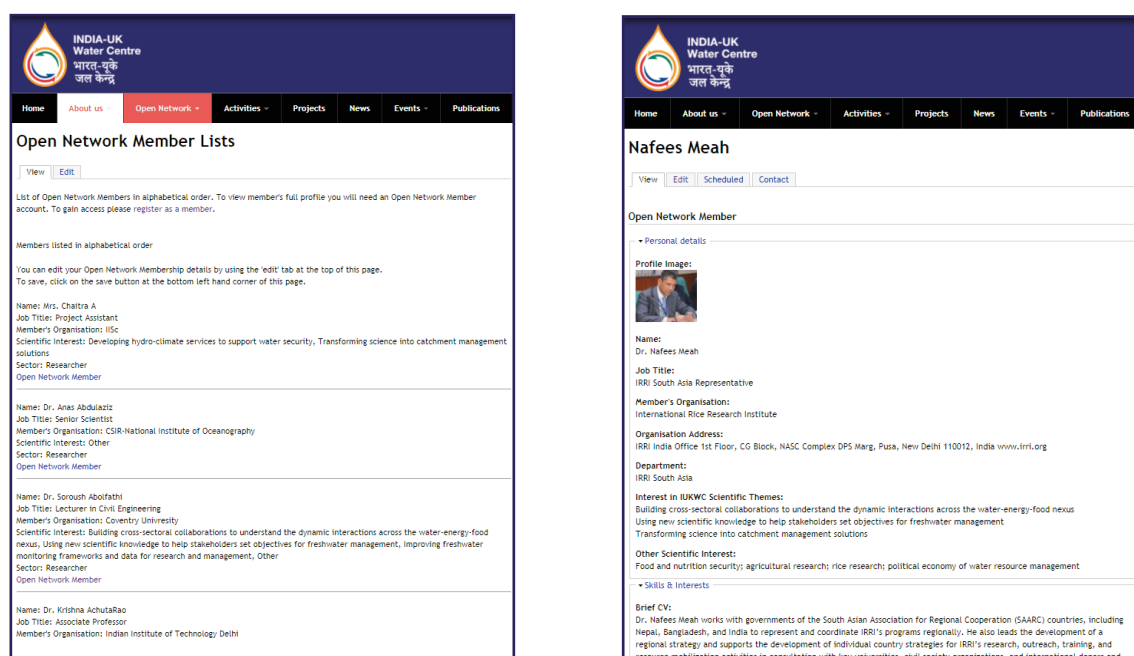 INDIA-UK
Water Centre
भारत-यूके
जल केन्द्र
Home About us Open Network Activities Projects News Events Publications
Open Network Member Lists
View Edit
List of Open Network Members in alphabetical order. To view member's full profile you will need an Open Network Member
account. To gain access please register as a member.
Members listed in alphabetical order
You can edit your Open Network Membership details by using the 'edit' tab at the top of this page.
To save, click on the save button at the bottom left hand corner of this page.
Name: Mrs. Chaitra A
Job Title: Project Assistant
Member's Organisation: IISc
Scientific Interest: Developing hydro-climate services to support water security, Transforming science into catchment management
solutions
Sector: Researcher
Open Network Member
Name: Dr. Anas Abdulaziz
Job Title: Senior Scientist
Member's Organisation: CSIR-National Institute of Oceanography
Scientific Interest: Other
Sector: Researcher
Open Network Member
Name: Dr. Soroush Abolfathi
Job Title: Lecturer in Civil Engineering
Member's Organisation: Coventry Univresity
Scientific Interest: Building cross-sectoral collaborations to understand the dynamic interactions across the water-energy-food
nexus, Using new scientific knowledge to help stakeholders set objectives for freshwater management, Improving freshwater
monitoring frameworks and data for research and management, Other
Sector: Researcher
Open Network Member
Name: Dr. Krishna AchutaRao
Job Title: Associate Professor
Member's Organisation: Indian Institute of Technology Delhi
INDIA-UK
Water Centre
भारत-यूके
जल केन्द्र
Home About us Open Network Activities Projects News Events Publications
Nafees Meah
View Edit Scheduled Contact
Open Network Member
Personal details
Profile Image:
Name:
Dr. Nafees Meah
Job Title:
IRRI South Asia Representative
Member's Organisation:
International Rice Research Institute
Organisation Address:
IRRI India Office 1st Floor, CG Block, NASC Complex DPS Marg, Pusa, New Delhi 110012, India www.irri.org
Department:
IRRI South Asia
Interest in IUKWC Scientific Themes:
Building cross-sectoral collaborations to understand the dynamic interactions across the water-energy-food nexus
Using new scientific knowledge to help stakeholders set objectives for freshwater management
Transforming science into catchment management solutions
Other Scientific Interest:
Food and nutrition security; agricultural research; rice research; political economy of water resource management
Skills & Interests
Brief CV:
Dr. Nafees Meah works with governments of the South Asian Association for Regional Cooperation (SAARC) countries, including
Nepal, Bangladesh, and India to represent and coordinate IRRI's programs regionally. He also leads the development of a
regional strategy and supports the development of individual country strategies for IRRI's research, outreach, training, and
resource mobilization activities in consultation with key universities, civil society organizations, and international donors and